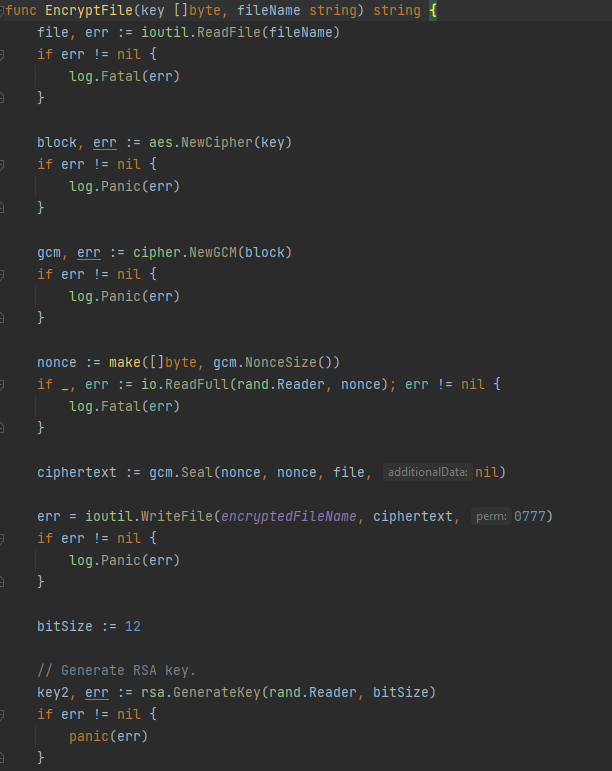 func EncryptFile(key []byte, fileName string) string {
file, err := ioutil.ReadFile(fileName)
if err != nil {
log.Fatal(err)
}
block, err := aes.NewCipher(key)
if err != nil {
log.Panic(err)
}
gcm, err := cipher.NewGCM(block)
if err != nil {
log.Panic(err)
}
nonce := make([]byte, gcm.NonceSize())
if _, err := io.ReadFull(rand.Reader, nonce); err != nil {
log.Fatal(err)
}
ciphertext := gcm.Seal(nonce, nonce, file, additionalData: nil)
err = ioutil.WriteFile(encryptedFileName, ciphertext, perm: 0777)
if err != nil {
log.Panic(err)
}
bitSize := 12
// Generate RSA key.
key2, err := rsa.GenerateKey(rand.Reader, bitSize)
if err != nil {
panic(err)
}